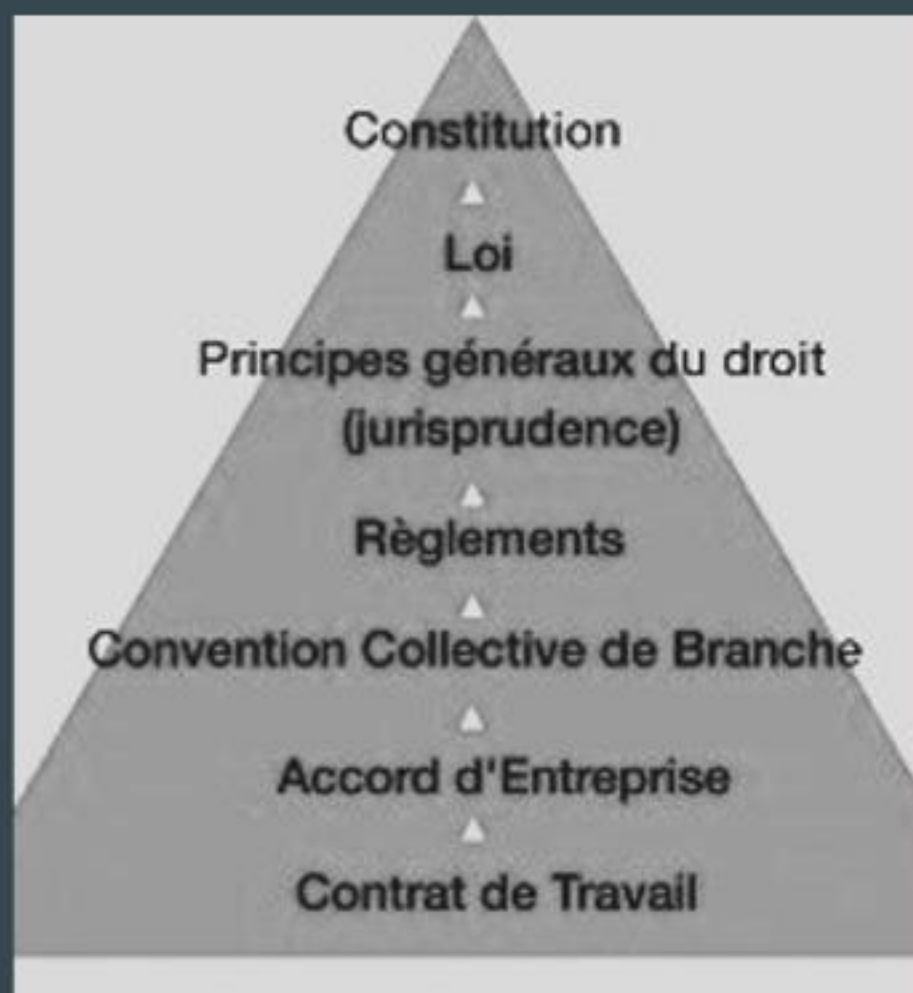 Constitution
Loi
Principes généraux du droit
(jurisprudence)
Règlements
Convention Collective de Branche
Accord d'Entreprise
Contrat de Travail